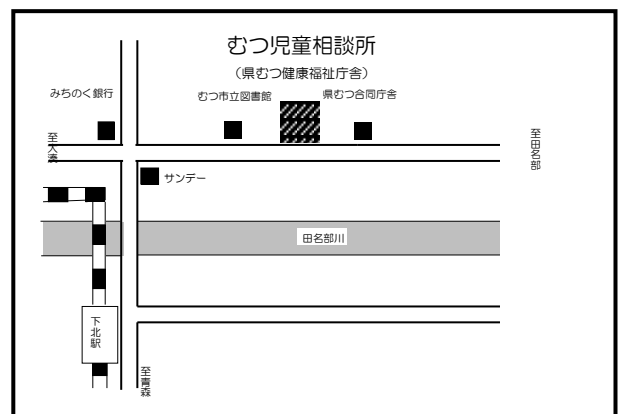 むつ児童相談所
（県むつ健康福祉庁舎）
みちのく銀行
むつ市立図書館
県むつ合同庁舎
至大湊
至田名部
サンデー
田名部川
下北駅
至青森